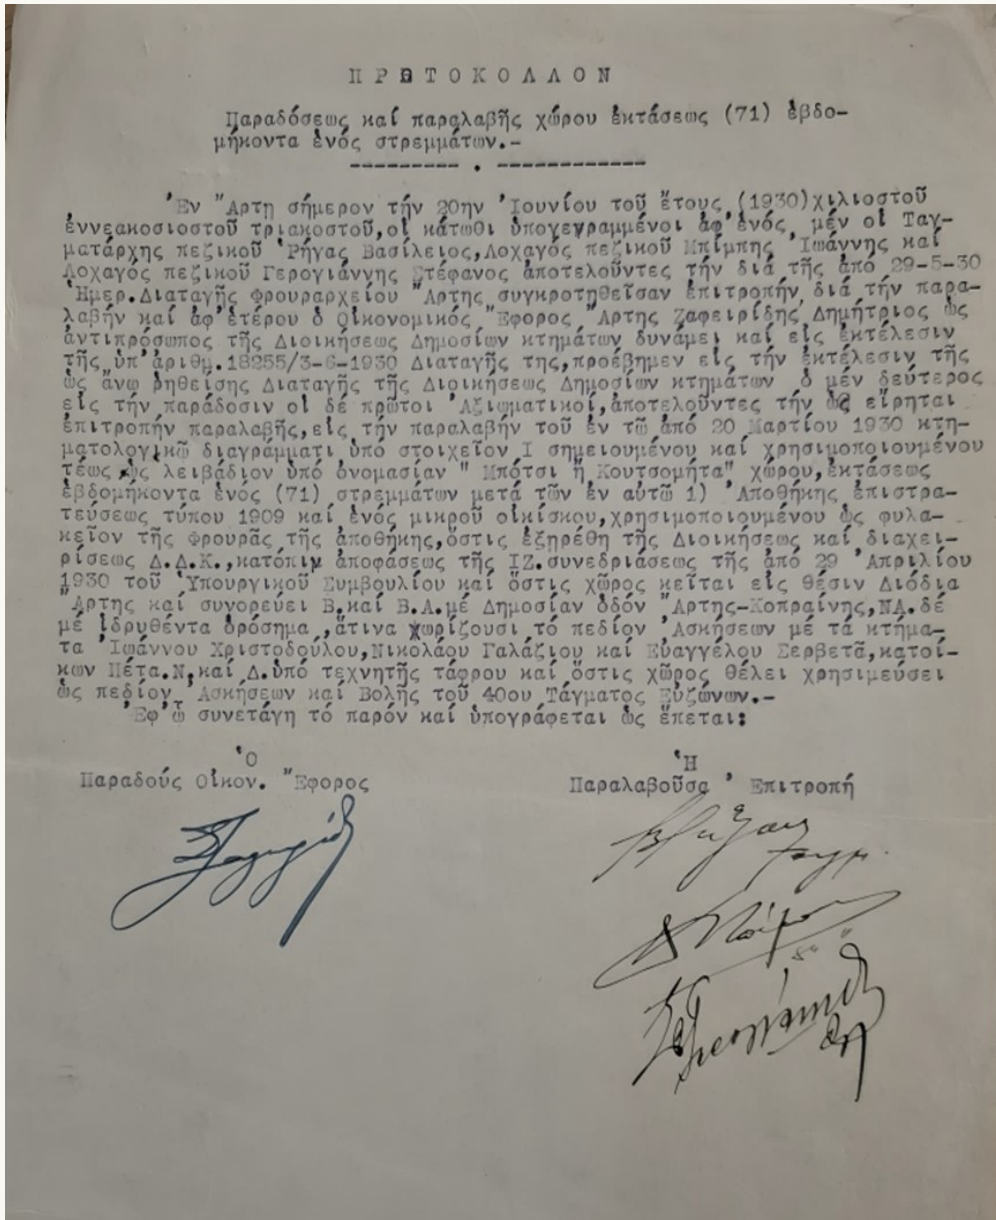 ΠΡΩΤΟΚΟΛΛΟΝ
Παραδόσεως καί παραλαβῆς χώρου ἐκτάσεως (71) ἑβδο-
μήκοντα ἑνός στρεμμάτων.-
--------- . ------------
Ἐν Ἄρτῃ σήμερον τήν 20ην Ἰουνίου τοῦ ἔτους (1930)χιλιοστοῦ
ἐννεακοσιοστοῦ τριακοστοῦ,οἱ κάτωθι ὑπογεγραμμένοι ἀφ'ἑνός μέν οἱ Ταγ-
ματάρχης πεζικοῦ Ῥήγας Βασίλειος,Λοχαγός πεζικοῦ Μπίμπης Ἰωάννης καί
Λοχαγός πεζικοῦ Γερογιάννης Στέφανος ἀποτελοῦντες τήν διά τῆς ἀπό 29-5-30
Ἡμερ.Διαταγῆς Φρουραρχείου Ἄρτης συγκροτηθεῖσαν ἐπιτροπήν διά τήν παρα-
λαβήν καί ἀφ'ἑτέρου ὁ Οἰκονομικός Ἔφορος Ἄρτης Ζαφειρίδης Δημήτριος ὡς
ἀντιπρόσωπος τῆς Διοικήσεως Δημοσίων κτημάτων δυνάμει καί εἰς ἐκτέλεσιν
τῆς ὑπ'ἀριθμ.18255/3-6-1930 Διαταγῆς της,προέβημεν εἰς τήν ἐκτέλεσιν τῆς
ὡς ἄνω ῥηθείσης Διαταγῆς τῆς Διοικήσεως Δημοσίων κτημάτων ὁ μέν δεύτερος
εἰς τήν παράδοσιν οἱ δέ πρῶτοι Ἀξιωματικοί,ἀποτελοῦντες τήν ὡς εἴρηται
ἐπιτροπήν παραλαβῆς,εἰς τήν παραλαβήν τοῦ ἐν τῷ ἀπό 20 Μαρτίου 1930 κτη-
ματολογικῷ διαγράμματι ὑπό στοιχεῖον Ι σημειουμένου καί χρησιμοποιουμένου
τέως ὡς λειβάδιον ὑπό ὀνομασίαν " Μπότσι ἤ Κουτσομήτα" χώρου,ἐκτάσεως
ἑβδομήκοντα ἑνός (71) στρεμμάτων μετά τῶν ἐν αὐτῷ 1) Ἀποθήκης ἐπιστρα-
τεύσεως τύπου 1909 καί ἑνός μικροῦ οἰκίσκου,χρησιμοποιουμένου ὡς φυλα-
κεῖον τῆς Φρουρᾶς τῆς ἀποθήκης,ὅστις ἐξῃρέθη τῆς Διοικήσεως καί διαχει-
ρίσεως Δ.Δ.Κ.,κατόπιν ἀποφάσεως τῆς ΙΖ.συνεδριάσεως τῆς ἀπό 29 Ἀπριλίου
1930 τοῦ Ὑπουργικοῦ Συμβουλίου καί ὅστις χῶρος κεῖται εἰς θέσιν Διόδια
Ἄρτης καί συνορεύει Β.καί Β.Α.μέ Δημοσίαν ὁδόν Ἄρτης-Κοπραίνης,ΝΑ.δέ
μέ ἱδρυθέντα ὁρόσημα ,ἅτινα χωρίζουσι τό πεδίον Ἀσκήσεων μέ τά κτήμα-
τα Ἰωάννου Χριστοδούλου,Νικολάου Γαλάζιου καί Εὐαγγέλου Σερβετᾶ,κατοί-
κων Πέτα.Ν.καί Δ.ὑπό τεχνητῆς τάφρου καί ὅστις χῶρος θέλει χρησιμεύσει
ὡς πεδίον Ἀσκήσεων καί Βολῆς τοῦ 40ου Τάγματος Εὐζώνων.-
Ἐφ'ᾧ συνετάγη τό παρόν καί ὑπογράφεται ὡς ἕπεται:
Ὁ
Παραδούς Οἰκον. Ἔφορος
Ἡ
Παραλαβοῦσα Ἐπιτροπή